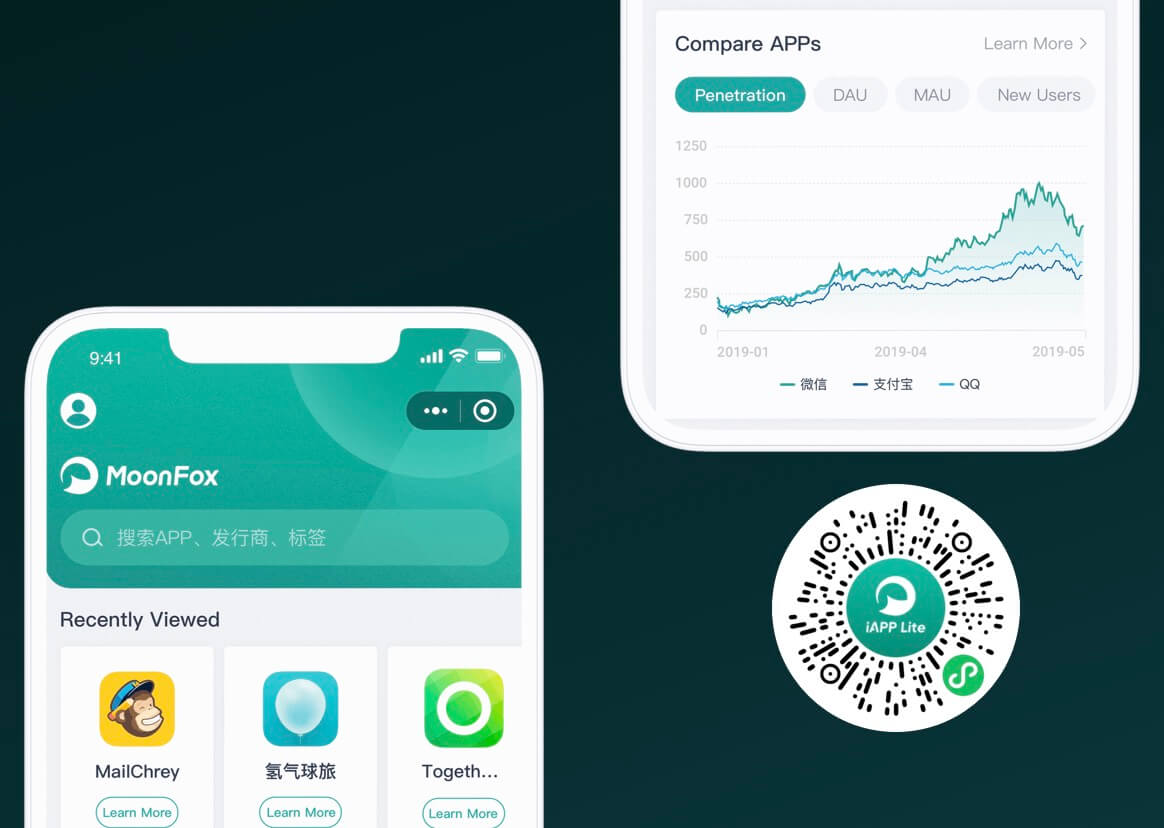 Compare APPs
Learn More
Penetration
DAU
MAU
New Users
1250
1000
750
500
250
0
2019-01
2019-04
2019-05
微信
支付宝
QQ
9:41
MoonFox
搜索APP、发行商、标签
Recently Viewed
MailChrey
氢气球旅
Togeth...
Learn More
Learn More
Learn More
iAPP Lite